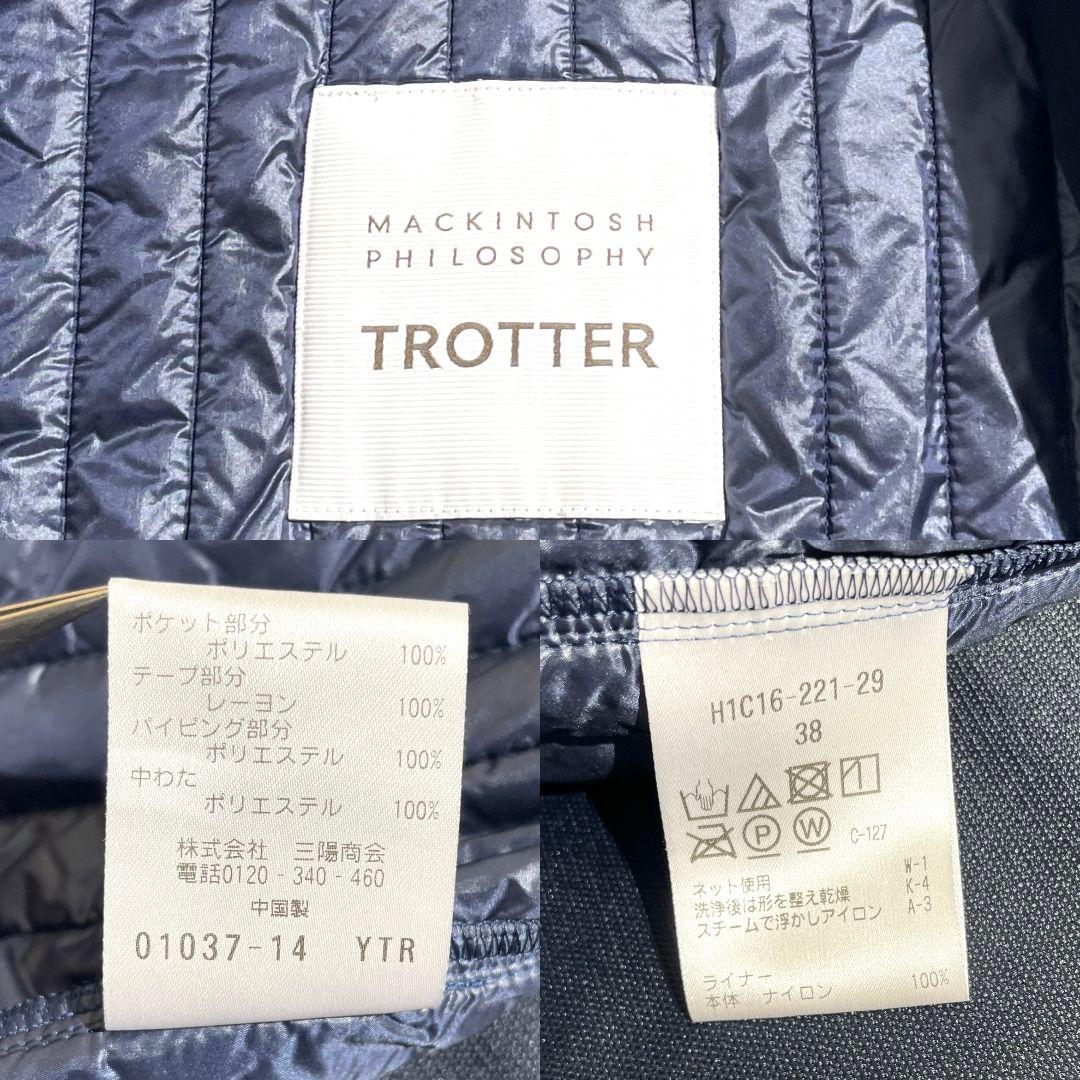 MACKINTOSH
PHILOSOPHY
TROTTER
ポケット部分
ポリエステル 100%
テープ部分
レーヨン 100%
パイピング部分
ポリエステル 100%
中わた
ポリエステル 100%
株式会社 三陽商会
電話0120-340-460
中国製
01037-14 YTR
H1C16-221-29
38
1
P W C-127
W-1
ネット使用 K-4
洗浄後は形を整え乾燥 A-3
スチームで浮かしアイロン
ライナー
本体 ナイロン 100%